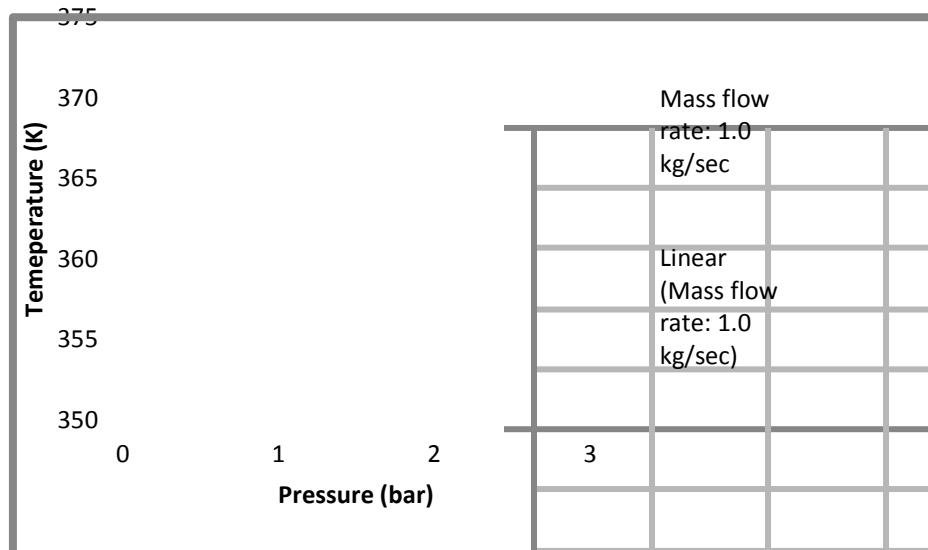 375
370
365
360
355
350
Temeperature (K)
0 1 2 3
Pressure (bar)
Mass flow
rate: 1.0
kg/sec
Linear
(Mass flow
rate: 1.0
kg/sec)